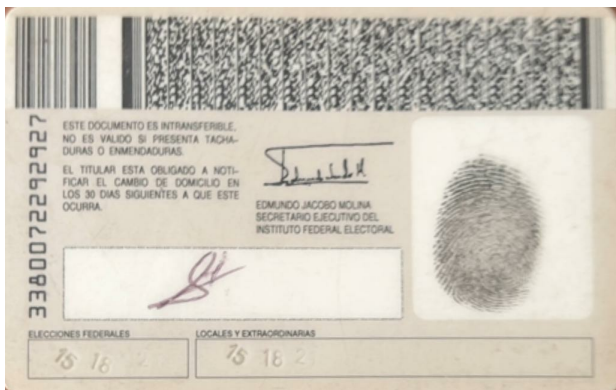 3380072292927
ESTE DOCUMENTO ES INTRANSFERIBLE.
NO ES VALIDO SI PRESENTA TACHA-
DURAS O ENMENDADURAS.
EL TITULAR ESTA OBLIGADO A NOTI-
FICAR EL CAMBIO DE DOMICILIO EN
LOS 30 DIAS SIGUIENTES A QUE ESTE
OCURRA.
EDMUNDO JACOBO MOLINA
SECRETARIO EJECUTIVO DEL
INSTITUTO FEDERAL ELECTORAL
ELECCIONES FEDERALES
15 18
LOCALES Y EXTRAORDINARIAS
15 18